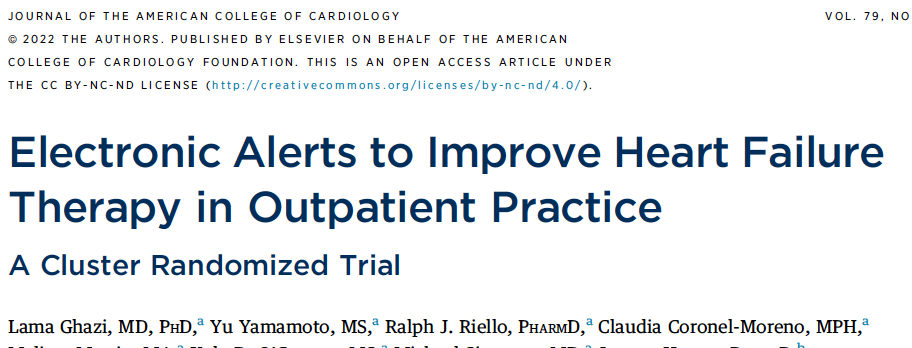 JOURNAL OF THE AMERICAN COLLEGE OF CARDIOLOGY VOL. 79, NO
© 2022 THE AUTHORS. PUBLISHED BY ELSEVIER ON BEHALF OF THE AMERICAN
COLLEGE OF CARDIOLOGY FOUNDATION. THIS IS AN OPEN ACCESS ARTICLE UNDER
THE CC BY-NC-ND LICENSE (http://creativecommons.org/licenses/by-nc-nd/4.0/).
Electronic Alerts to Improve Heart Failure
Therapy in Outpatient Practice
A Cluster Randomized Trial
Lama Ghazi, MD, PhD,a Yu Yamamoto, MS,a Ralph J. Riello, PharmD,a Claudia Coronel-Moreno, MPH,a